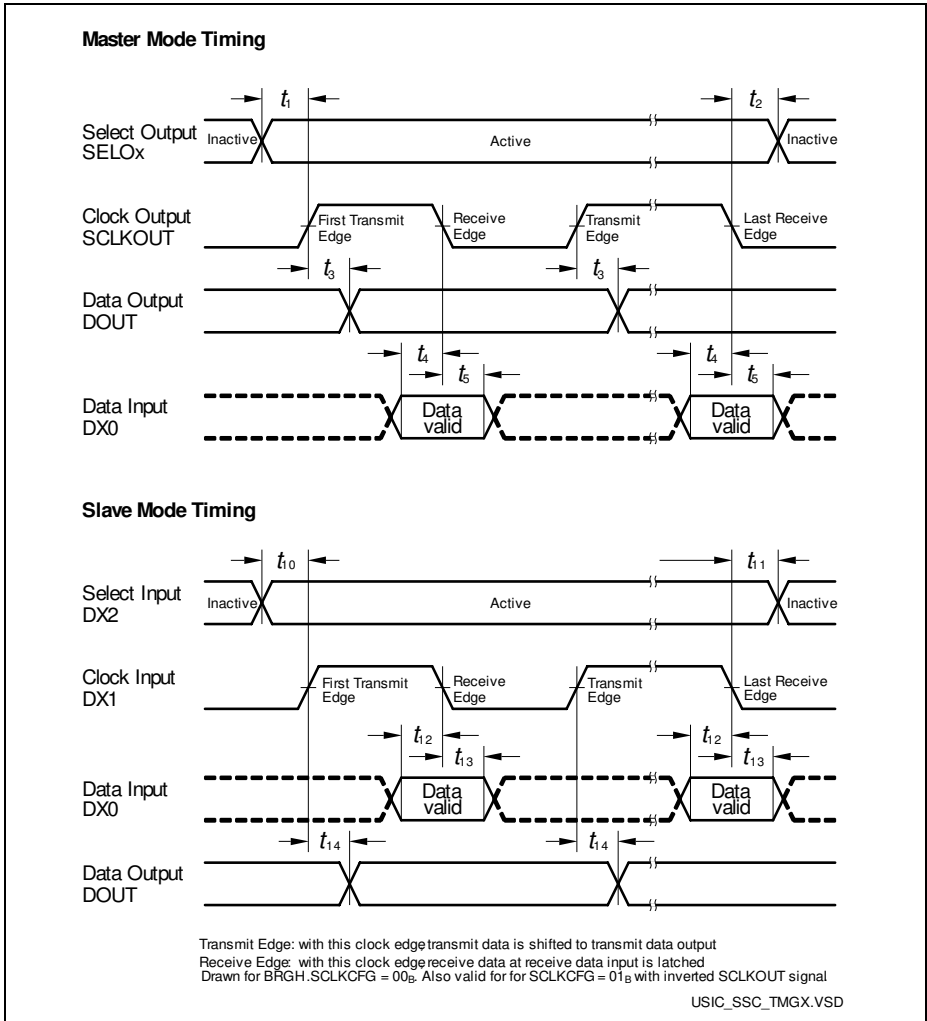 Master Mode Timing
t1
t2
Select Output
SELOx
Inactive
Active
Inactive
Clock Output
SCLKOUT
First Transmit
Edge
Receive
Edge
Transmit
Edge
Last Receive
Edge
t3
t3
Data Output
DOUT
t4
t5
t4
t5
Data Input
DX0
Data
valid
Data
valid
Slave Mode Timing
t10
t11
Select Input
DX2
Inactive
Active
Inactive
Clock Input
DX1
First Transmit
Edge
Receive
Edge
Transmit
Edge
Last Receive
Edge
t12
t13
t12
t13
Data Input
DX0
Data
valid
Data
valid
t14
t14
Data Output
DOUT
Transmit Edge: with this clock edge,transmit data is shifted to transmit data output
Receive Edge: with this clock edge,receive data at receive data input is latched
Drawn for BRGH.SCLKCFG = 00B. Also valid for for SCLKCFG = 01B with inverted SCLKOUT signal.
USIC_SSC_TMGX.VSD